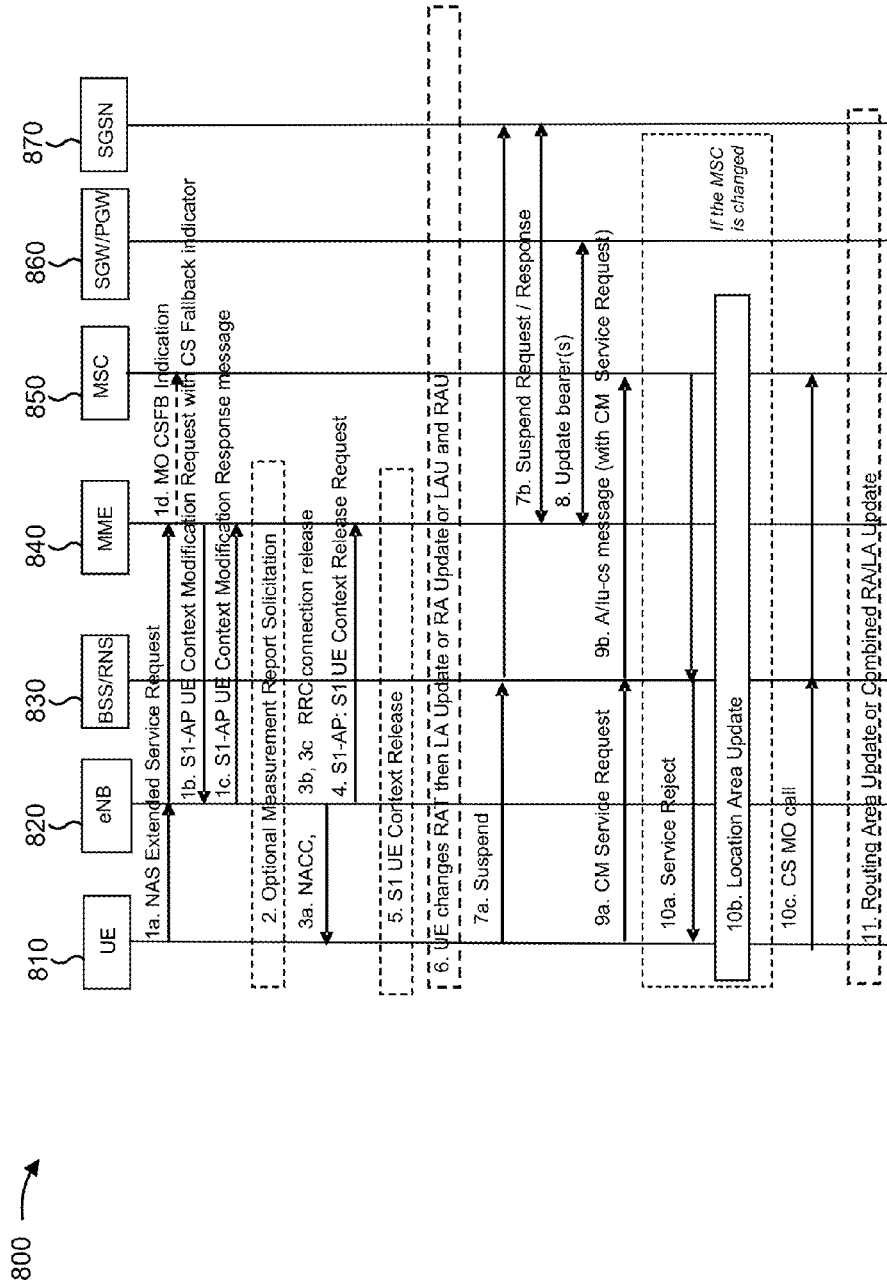 800
810
820
830
840
850
860
870
UE
eNB
BSS/RNS
MME
MSC
SGW/PGW
SGSN
1a. NAS Extended Service Request
1d. MO CSFB Indication
1b. S1-AP UE Context Modification Request with CS Fallback indicator
1c. S1-AP UE Context Modification Response message
2. Optional Measurement Report Solicitation
3a. NACC,
3b, 3c RRC connection release
4. S1-AP: S1 UE Context Release Request
5. S1 UE Context Release
6. UE changes RAT then LA Update or RA Update or LAU and RAU
7a. Suspend
7b. Suspend Request / Response
8. Update bearer(s)
9a. CM Service Request
9b. A/Iu-cs message (with CM Service Request)
10a. Service Reject
If the MSC
is changed
10b. Location Area Update
10c. CS MO call
11. Routing Area Update or Combined RA/LA Update